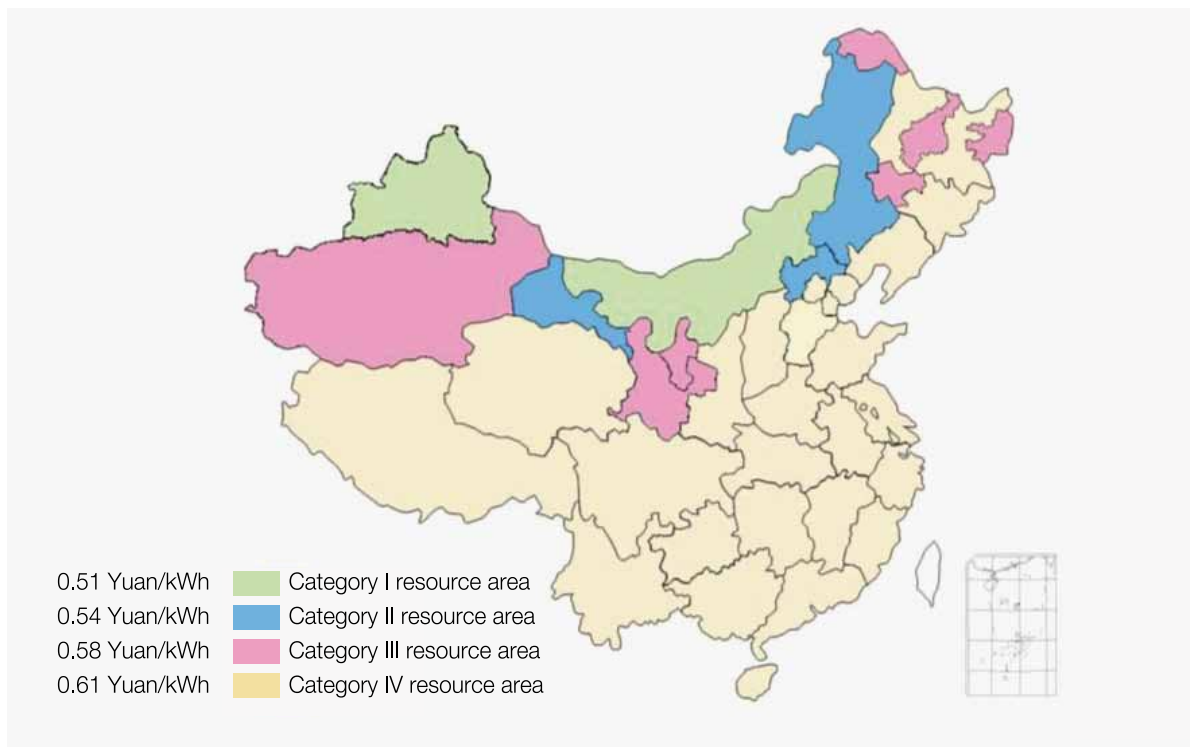 0.51 Yuan/kWh Category I resource area
0.54 Yuan/kWh Category II resource area
0.58 Yuan/kWh Category III resource area
0.61 Yuan/kWh Category IV resource area